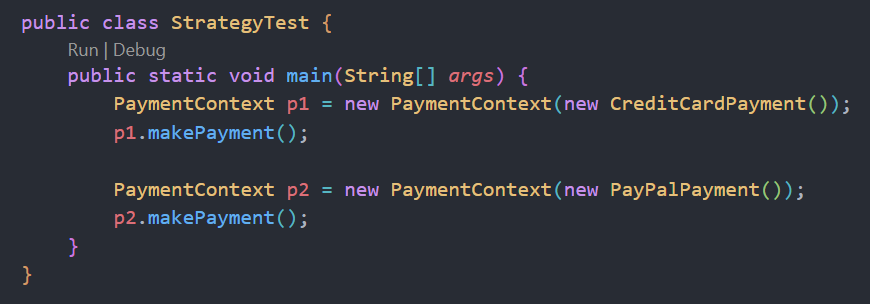 public class StrategyTest {
Run | Debug
public static void main(String[] args) {
PaymentContext p1 = new PaymentContext(new CreditCardPayment());
p1.makePayment();
PaymentContext p2 = new PaymentContext(new PayPalPayment());
p2.makePayment();
}
}